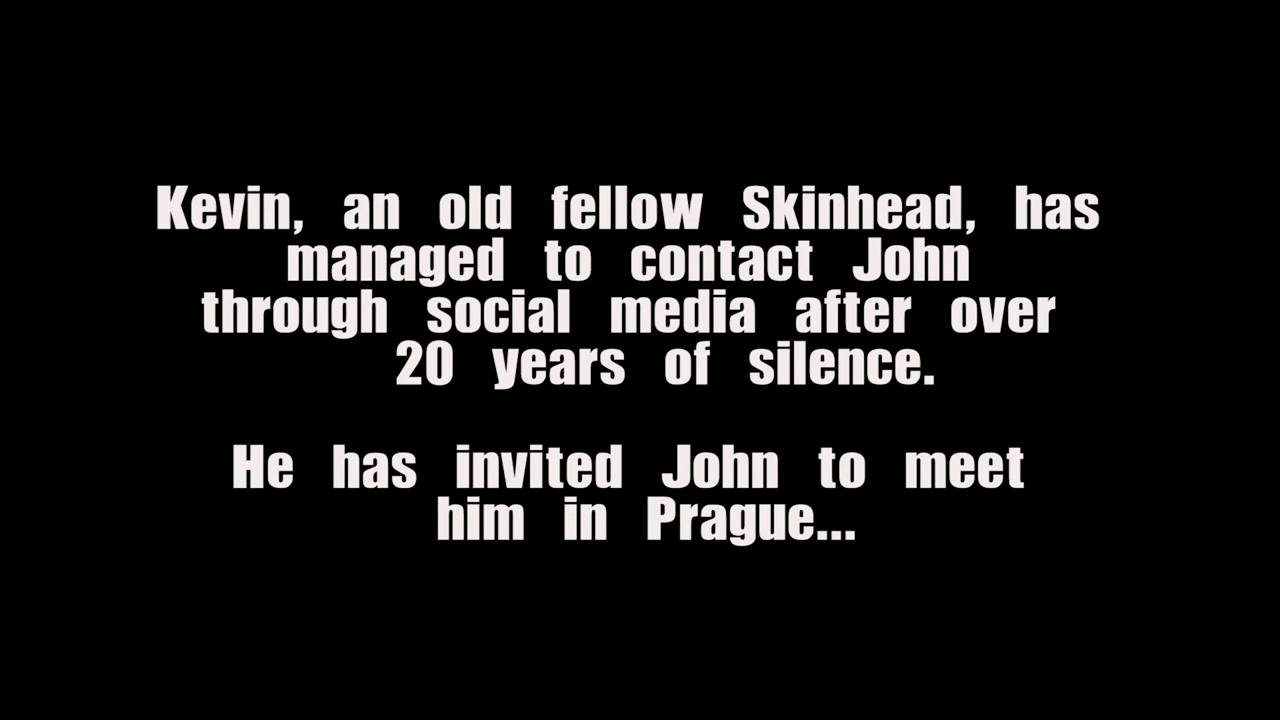 Kevin, an old fellow Skinhead, has
managed to contact John
through social media after over
20 years of silence.
He has invited John to meet
him in Prague...